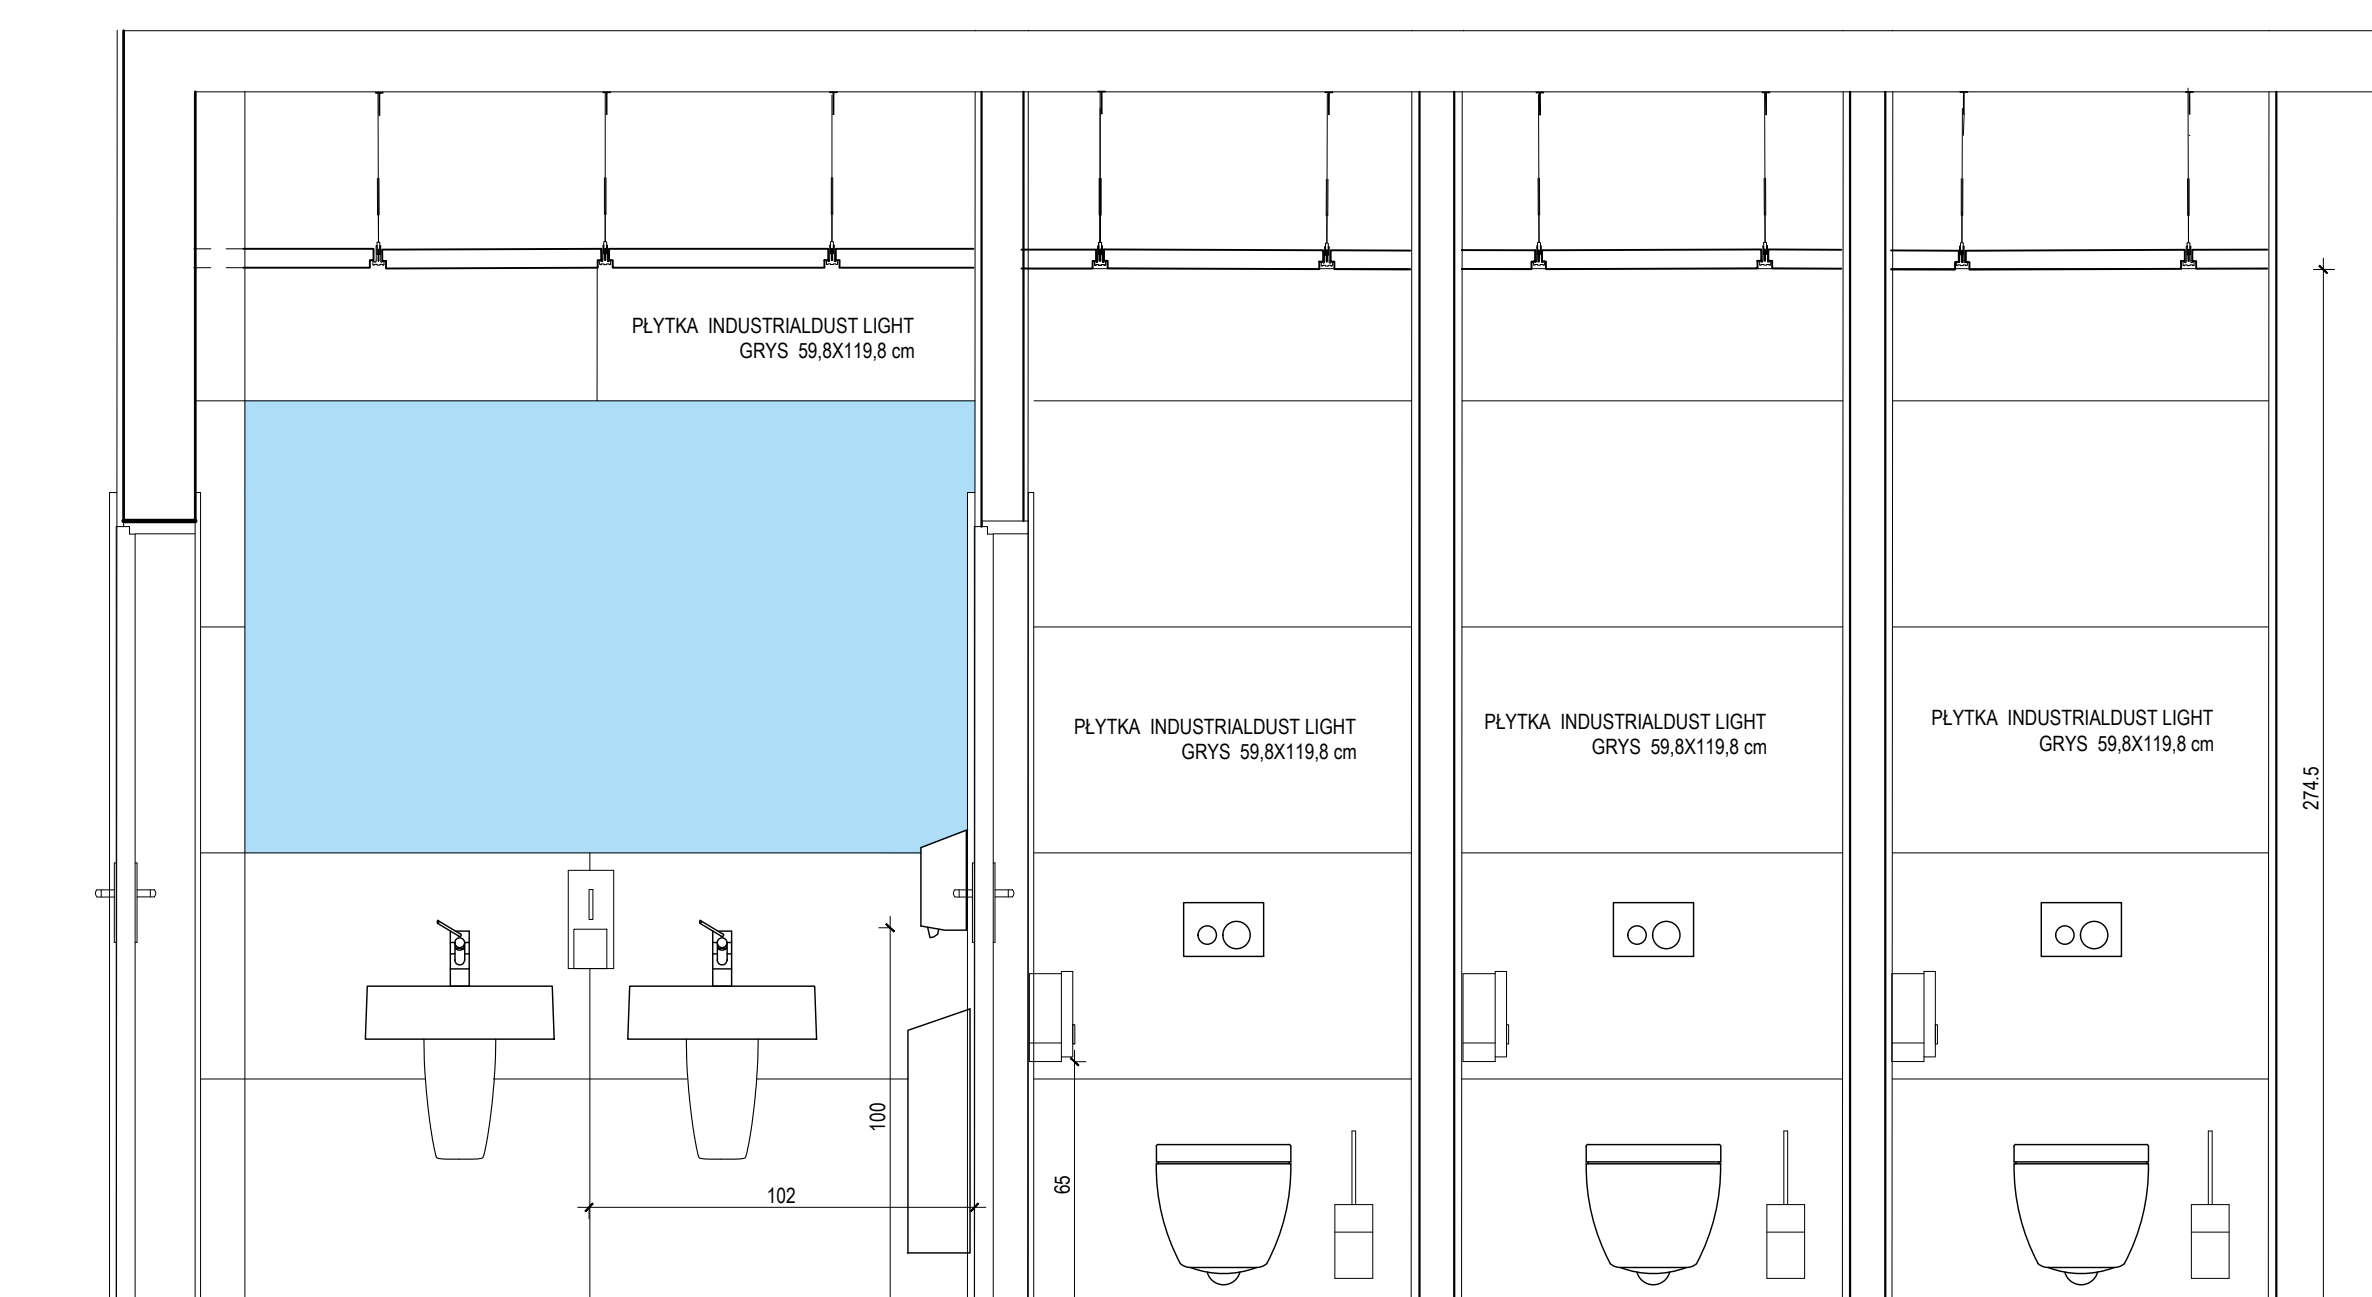 PŁYTKA INDUSTRIALDUST LIGHT
GRYS 59,8X119,8 cm
PŁYTKA INDUSTRIALDUST LIGHT
GRYS 59,8X119,8 cm
PŁYTKA INDUSTRIALDUST LIGHT
GRYS 59,8X119,8 cm
PŁYTKA INDUSTRIALDUST LIGHT
GRYS 59,8X119,8 cm
274.5
100
102
65